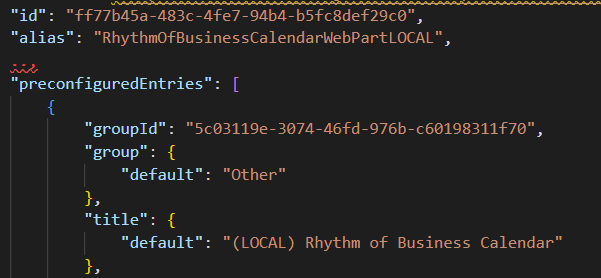 "id": "ff77b45a-483c-4fe7-94b4-b5fc8def29c0",
"alias": "RhythmOfBusinessCalendarWebPartLOCAL",
...,
"preconfiguredEntries": [
{
"groupId": "5c03119e-3074-46fd-976b-c60198311f70",
"group": {
"default": "Other"
},
"title": {
"default": "(LOCAL) Rhythm of Business Calendar"
},